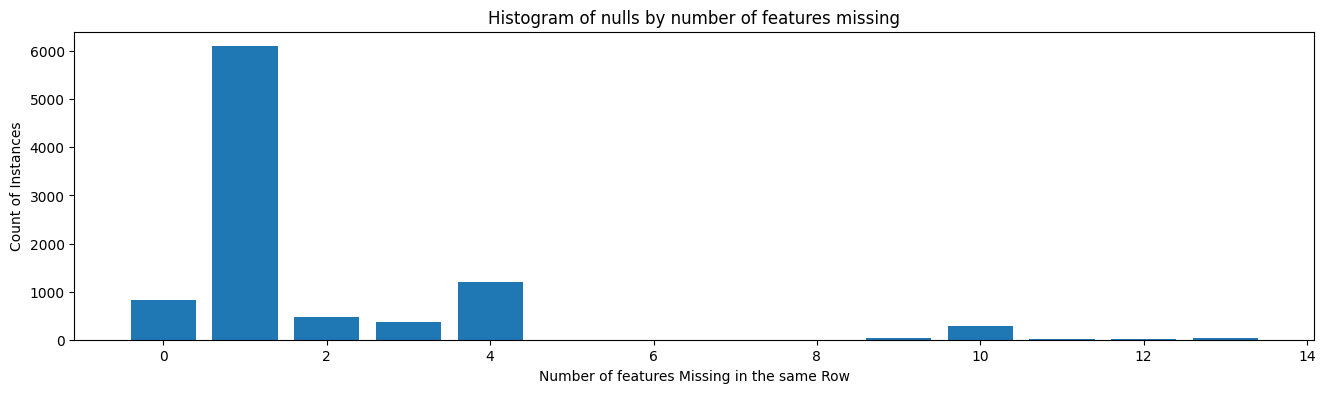 Histogram of nulls by number of features missing
Count of Instances
6000
5000
4000
3000
2000
1000
0
0 2 4 6 8 10 12 14
Number of features Missing in the same Row